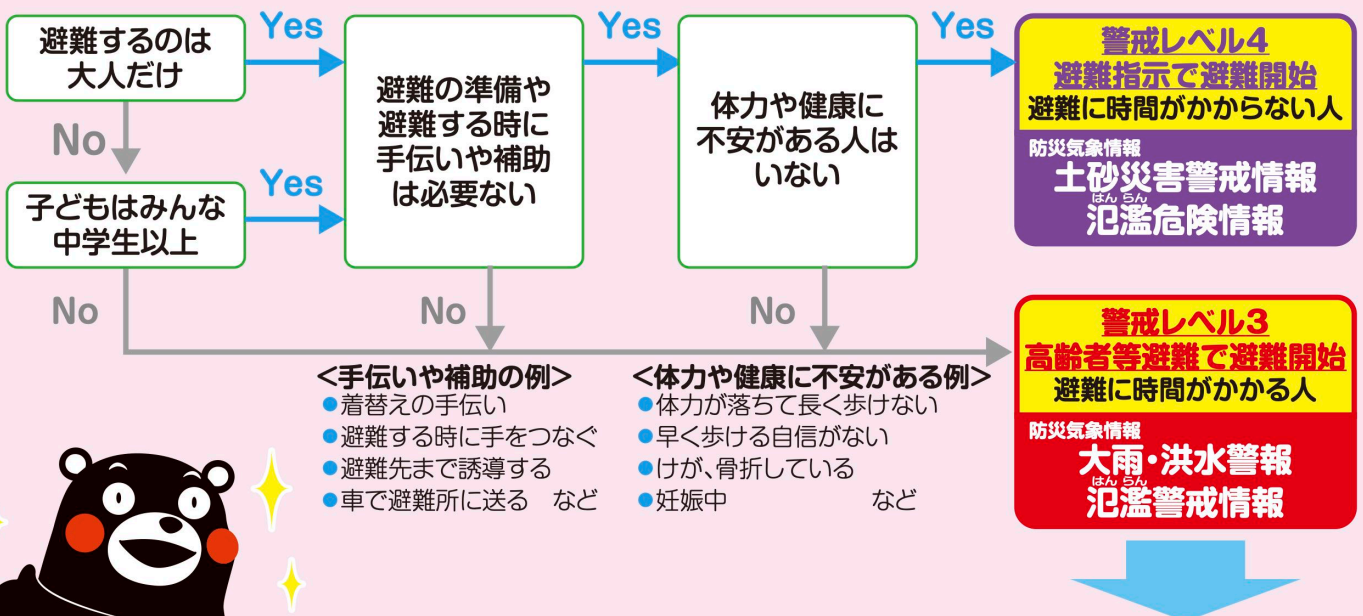 避難するのは
大人だけ
Yes
No
子どもはみんな
中学生以上
Yes
No
避難の準備や
避難する時に
手伝いや補助
は必要ない
Yes
No
体力や健康に
不安がある人は
いない
Yes
No
警戒レベル4
避難指示で避難開始
避難に時間がかからない人
防災気象情報
土砂災害警戒情報
はん らん
氾濫危険情報
警戒レベル3
高齢者等避難で避難開始
避難に時間がかかる人
防災気象情報
大雨・洪水警報
はん らん
氾濫警戒情報
<手伝いや補助の例>
●着替えの手伝い
●避難する時に手をつなぐ
●避難先まで誘導する
●車で避難所に送る など
<体力や健康に不安がある例>
●体力が落ちて長く歩けない
●早く歩ける自信がない
●けが、骨折している
●妊娠中 など